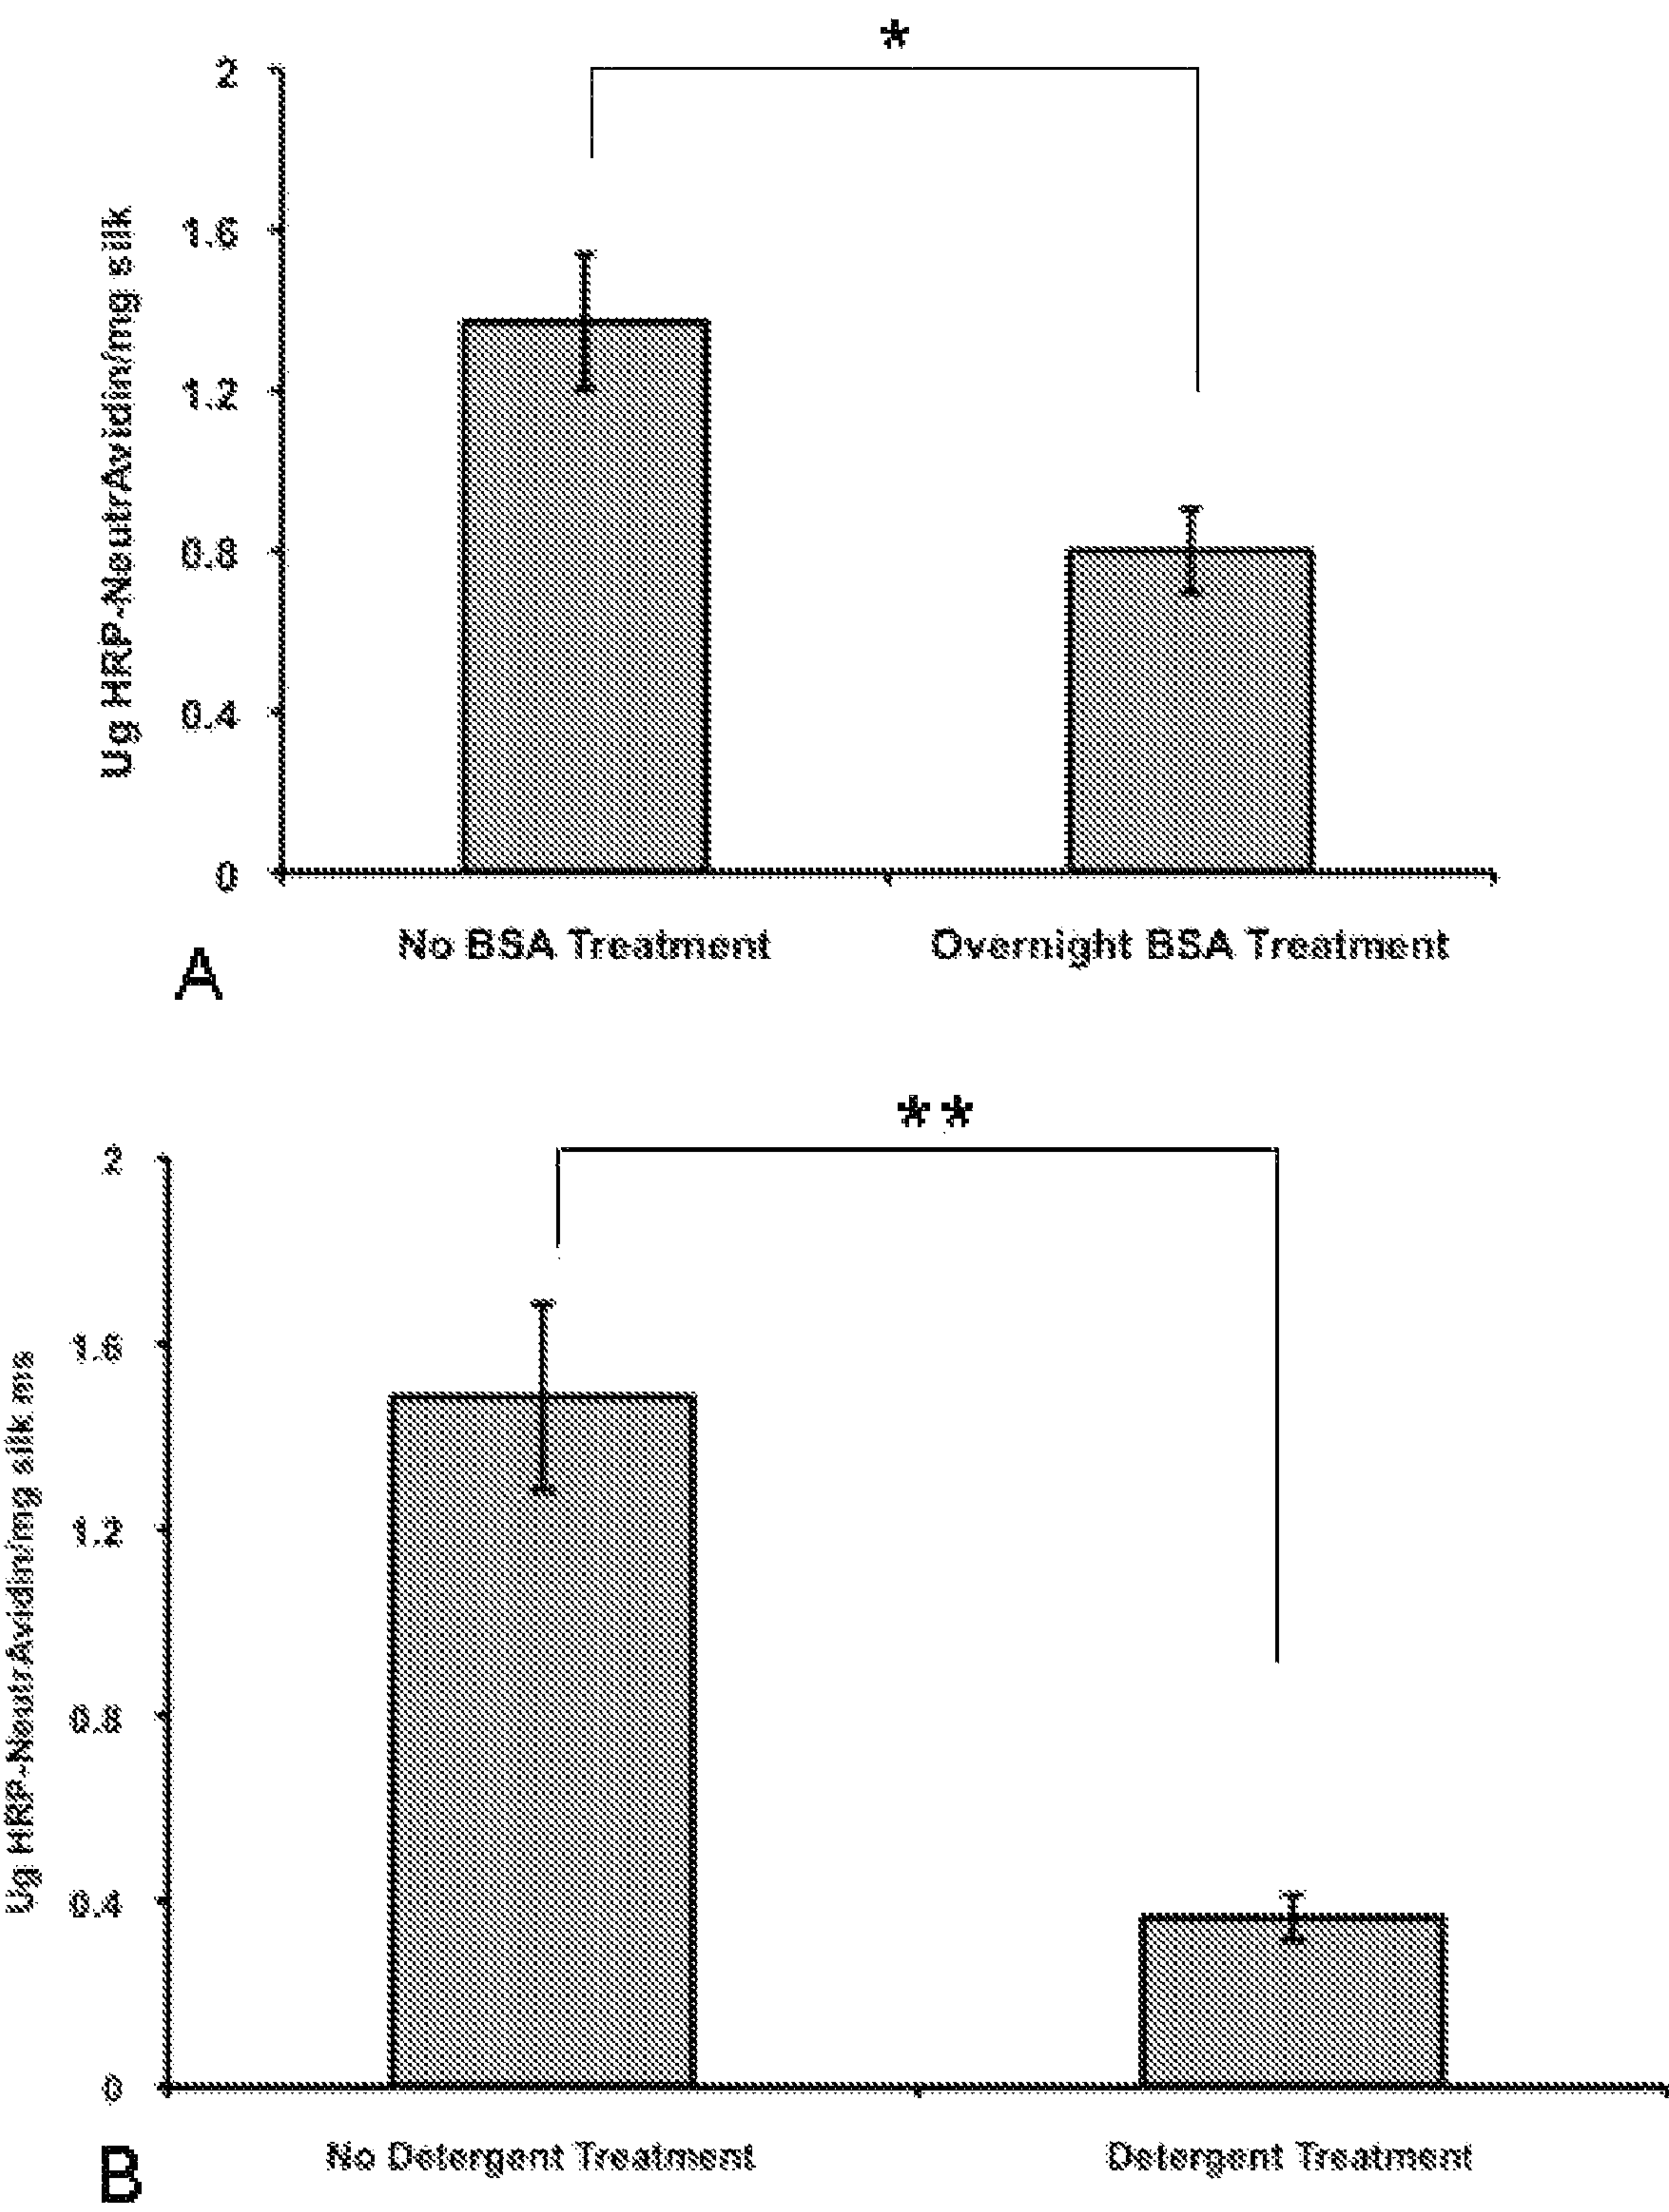 *
2
1.6
1.2
0.8
0.4
0
Ug HRP-NeutrAvidin/mg silk
No BSA Treatment
Overnight BSA Treatment
A
**
2
1.6
1.2
0.8
0.4
0
Ug HRP-NeutrAvidin/mg silk ms
No Detergent Treatment
Detergent Treatment
B